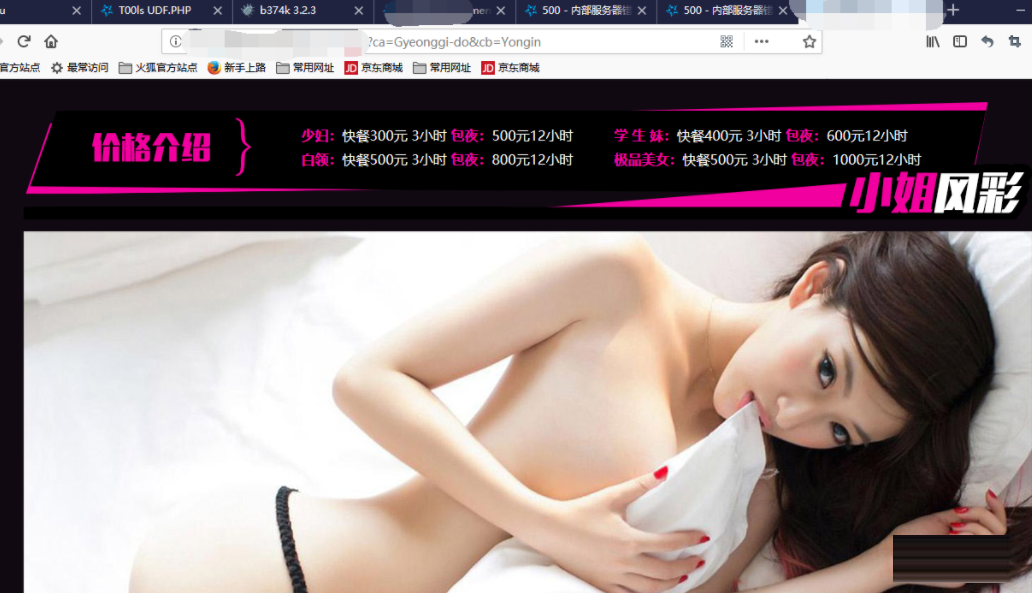 u T00ls UDF.PHP b374k 3.2.3 500 - 内部服务器错 500 - 内部服务器错
?ca=Gyeonggi-do&cb=Yongin
官方站点 最常访问 火狐官方站点 新手上路 常用网址 JD 京东商城 常用网址 JD 京东商城
价格介绍
少妇：快餐300元 3小时 包夜：500元12小时 学 生 妹：快餐400元 3小时 包夜：600元12小时
白领：快餐500元 3小时 包夜：800元12小时 极品美女：快餐500元 3小时 包夜：1000元12小时
小姐风彩